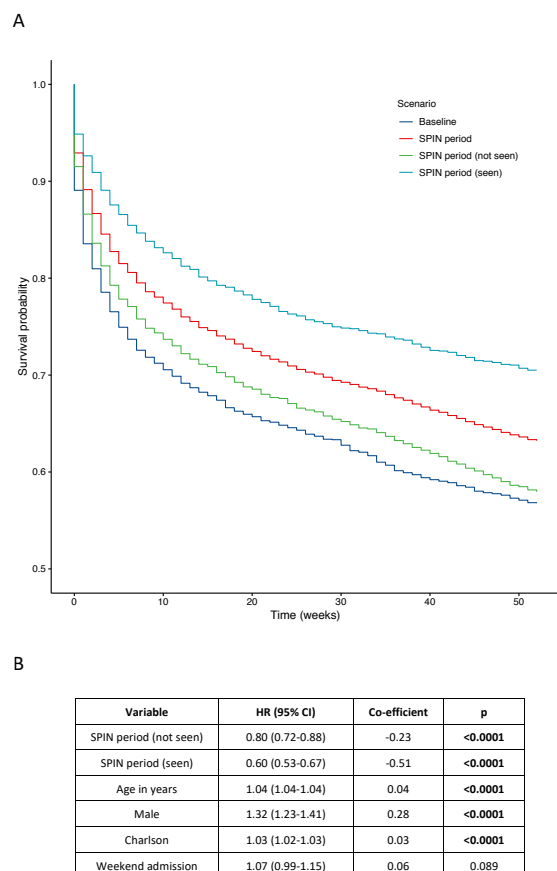 A
Scenario
Baseline
SPIN period
SPIN period (not seen)
SPIN period (seen)
1.0
0.9
0.8
0.7
0.6
0.5
Survival probability
0 10 20 30 40 50
Time (weeks)
B
Variable HR (95% CI) Co-efficient p
SPIN period (not seen) 0.80 (0.72-0.88) -0.23 <0.0001
SPIN period (seen) 0.60 (0.53-0.67) -0.51 <0.0001
Age in years 1.04 (1.04-1.04) 0.04 <0.0001
Male 1.32 (1.23-1.41) 0.28 <0.0001
Charlson 1.03 (1.02-1.03) 0.03 <0.0001
Weekend admission 1.07 (0.99-1.15) 0.06 0.089